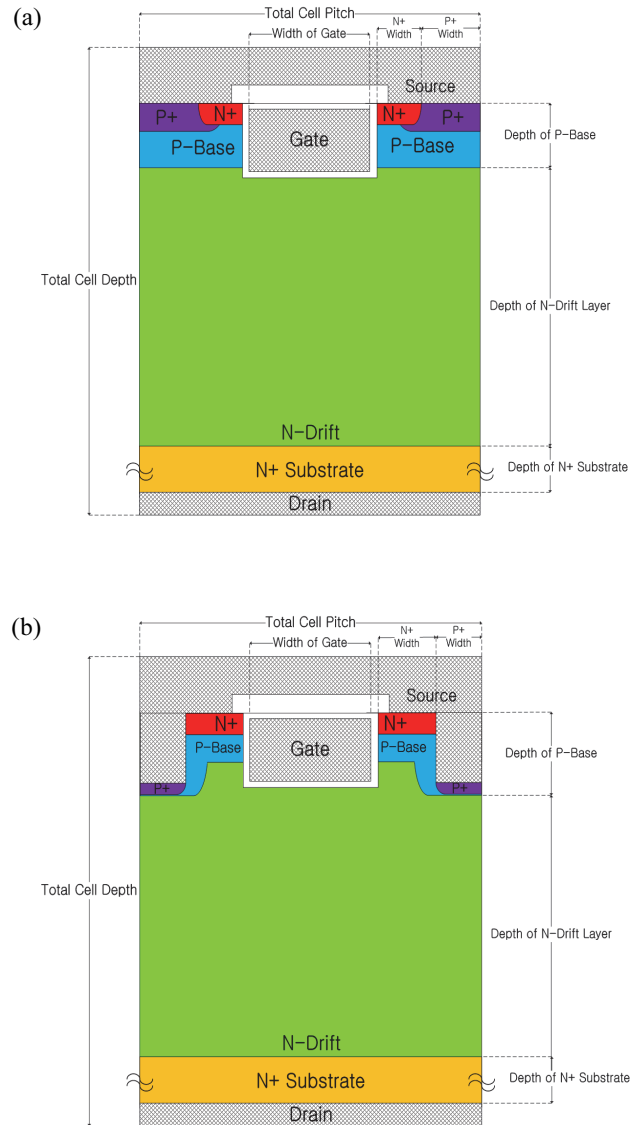 (a)
Total Cell Pitch
Width of Gate
N+
Width
P+
Width
Source
P+
N+
N+
P+
P-Base
Gate
P-Base
Depth of P-Base
Total Cell Depth
Depth of N-Drift Layer
N-Drift
N+ Substrate
Depth of N+ Substrate
Drain
(b)
Total Cell Pitch
Width of Gate
N+
Width
P+
Width
Source
N+
N+
P-Base
Gate
P-Base
Depth of P-Base
P+
P+
Total Cell Depth
Depth of N-Drift Layer
N-Drift
N+ Substrate
Depth of N+ Substrate
Drain